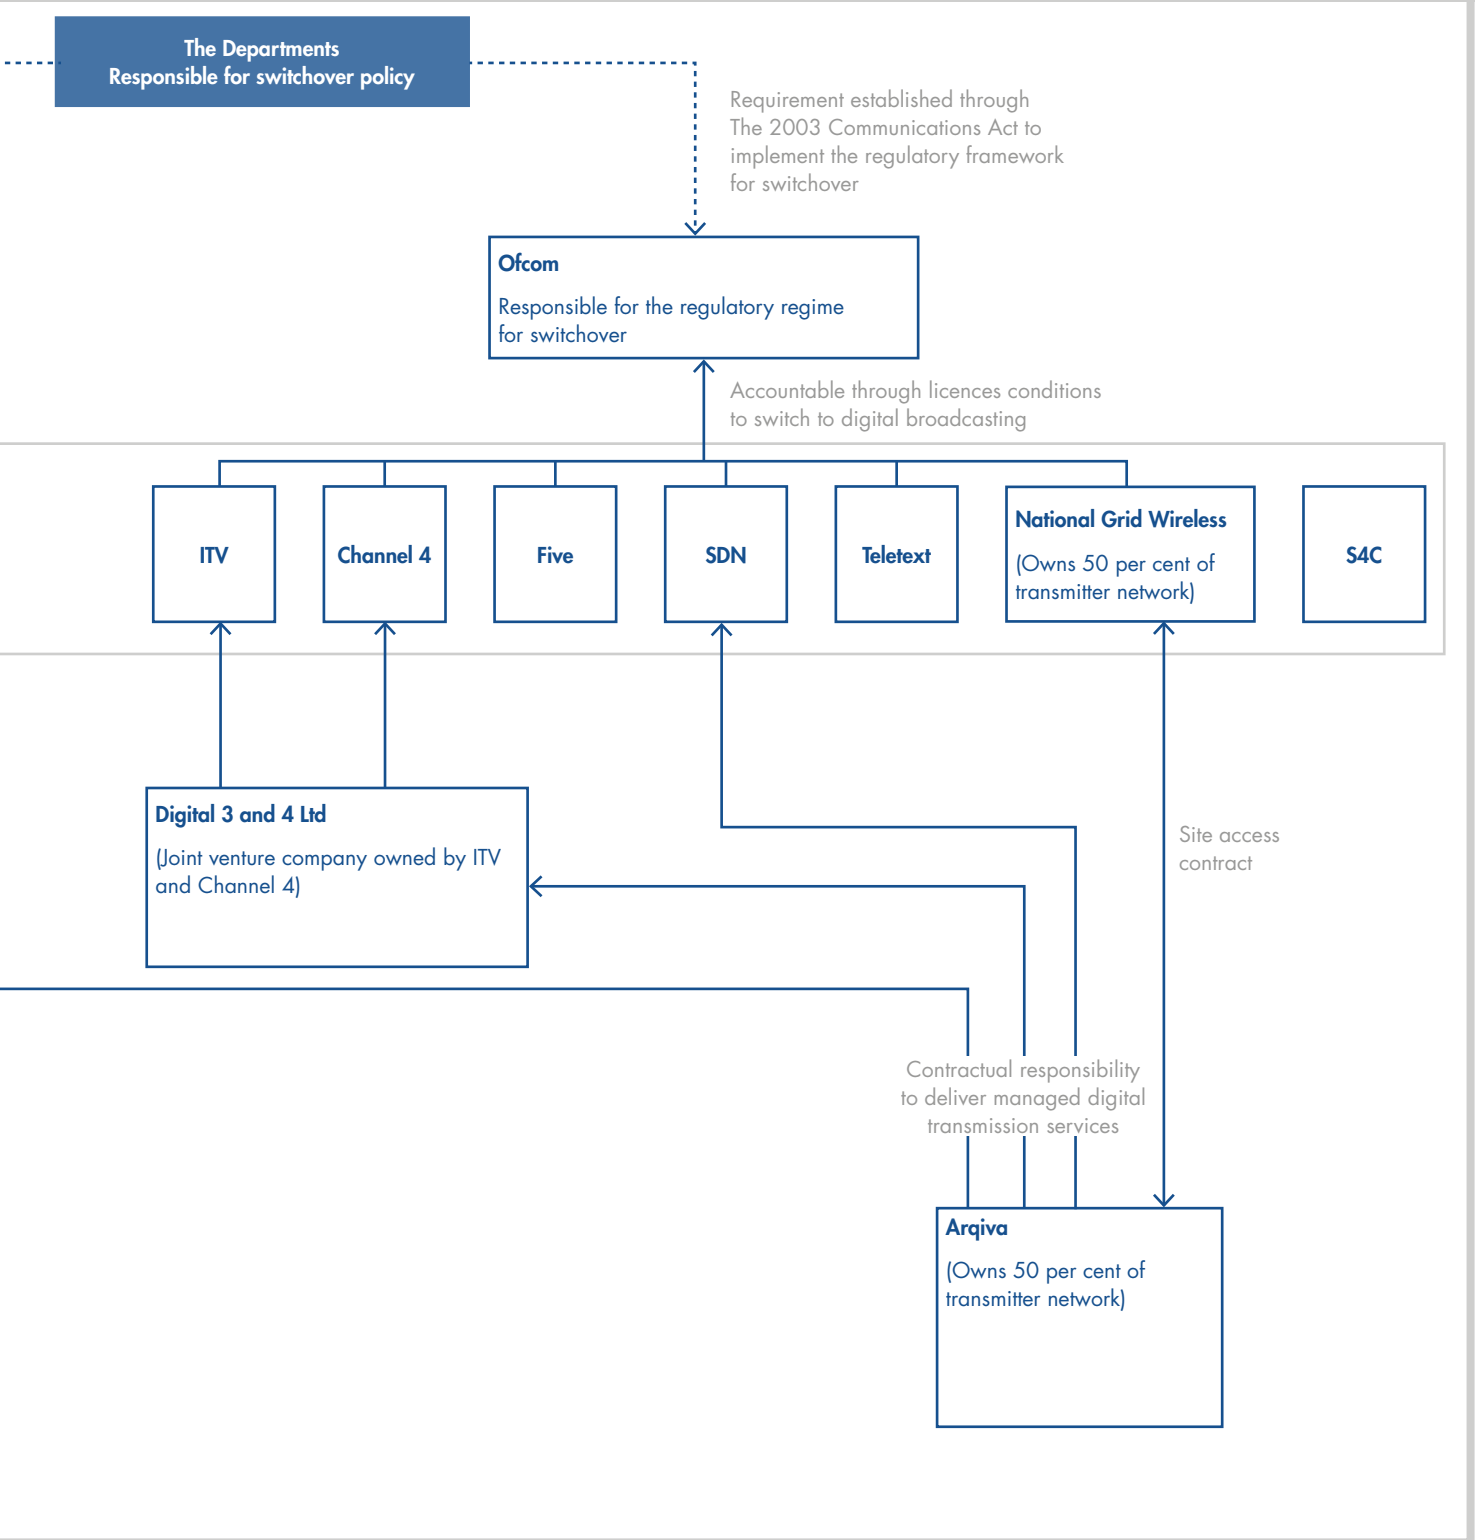 The Departments
Responsible for switchover policy
Requirement established through
The 2003 Communications Act to
implement the regulatory framework
for switchover
Ofcom
Responsible for the regulatory regime
for switchover
Accountable through licences conditions
to switch to digital broadcasting
ITV
Channel 4
Five
SDN
Teletext
National Grid Wireless
(Owns 50 per cent of
transmitter network)
S4C
Digital 3 and 4 Ltd
(Joint venture company owned by ITV
and Channel 4)
Site access
contract
Contractual responsibility
to deliver managed digital
transmission services
Arqiva
(Owns 50 per cent of
transmitter network)